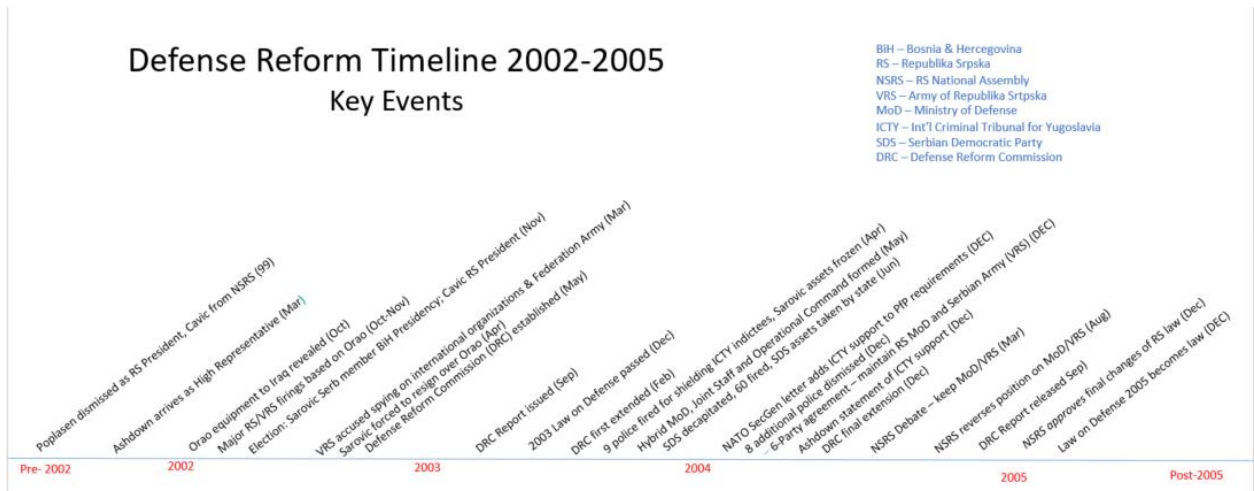 Defense Reform Timeline 2002-2005
Key Events
BiH – Bosnia & Hercegovina
RS – Republika Srpska
NSRS – RS National Assembly
VRS – Army of Republika Srtpska
MoD – Ministry of Defense
ICTY – Int'l Criminal Tribunal for Yugoslavia
SDS – Serbian Democratic Party
DRC – Defense Reform Commission
Poplasen dismissed as RS President, Cavic from NSRS (99)
Ashdown arrives as High Representative (Mar)
Orao equipment to Iraq revealed (Oct)
Major RS/VRS firings based on Orao (Oct-Nov)
Election: Sarovic Serb member BiH Presidency; Cavic RS President (Nov)
VRS accused spying on international organizations & Federation Army (Mar)
Sarovic forced to resign over Orao (Apr)
Defense Reform Commission (DRC) established (May)
DRC Report issued (Sep)
2003 Law on Defense passed (Dec)
DRC first extended (Feb)
9 police fired for shielding ICTY indictees, Sarovic assets frozen (Apr)
Hybrid MoD, Joint Staff and Operational Command formed (May)
SDS decapitated, 60 fired, SDS assets taken by state (Jun)
NATO SecGen letter adds ICTY support to PfP requirements (DEC)
8 additional police dismissed (Dec)
– 6-Party agreement – maintain RS MoD and Serbian Army (VRS) (DEC)
Ashdown statement of ICTY support (Dec)
DRC final extension (Dec)
NSRS Debate – keep MoD/VRS (Mar)
NSRS reverses position on MoD/VRS (Aug)
DRC Report released Sep)
NSRS approves final changes of RS law (Dec)
Law on Defense 2005 becomes law (DEC)
Pre- 2002
2002
2003
2004
2005
Post-2005